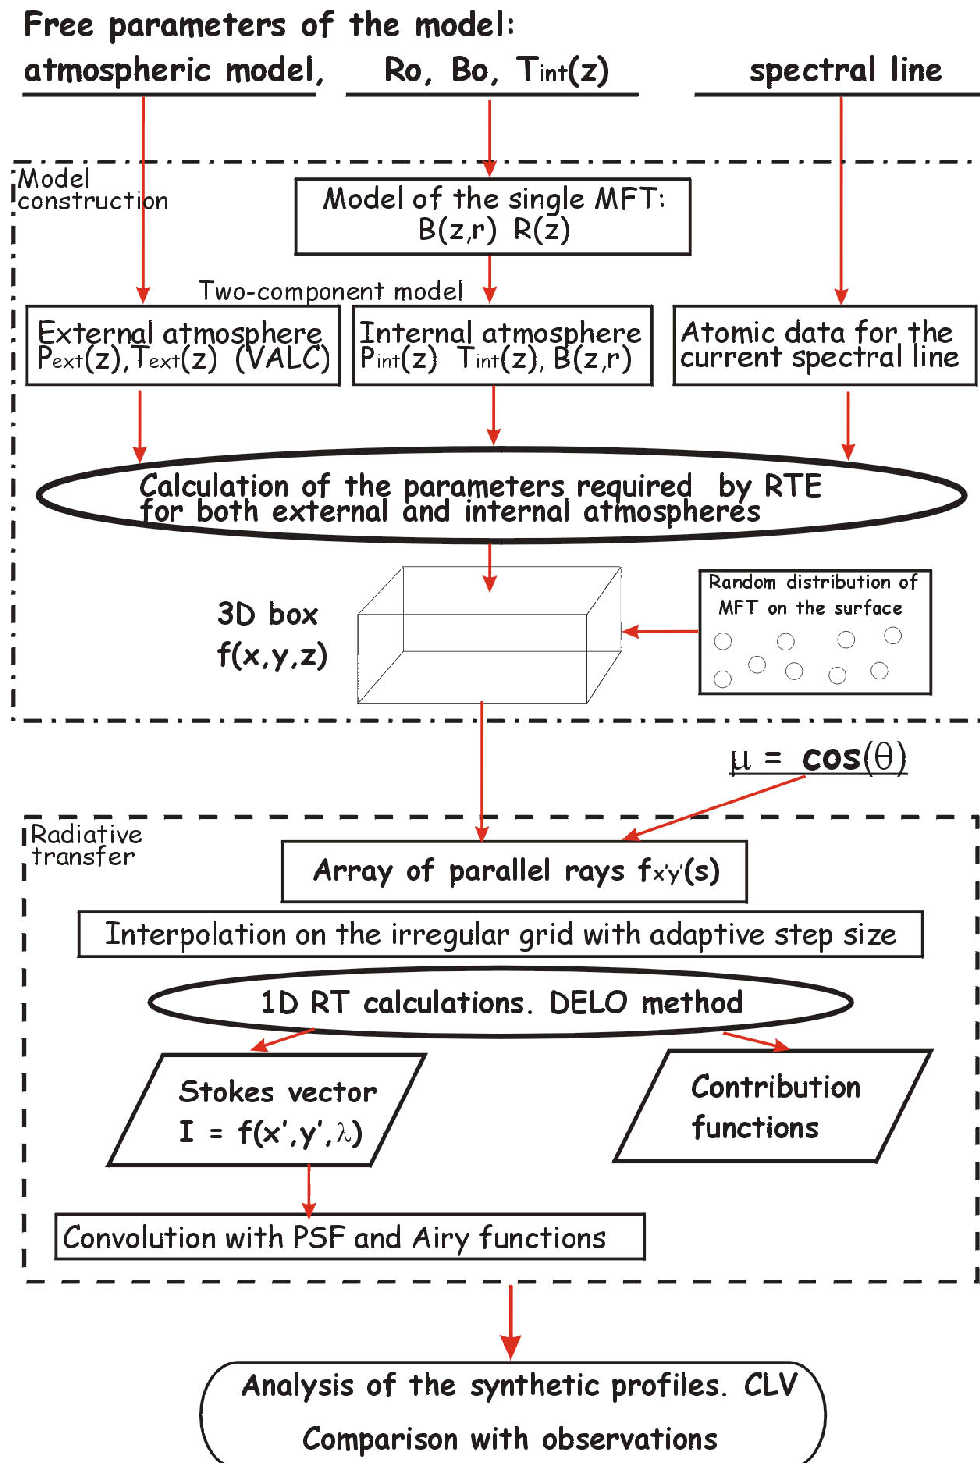 Free parameters of the model:
atmospheric model, Ro, Bo, Tint(z) spectral line
Model
construction
Model of the single MFT:
B(z,r) R(z)
Two-component model
External atmosphere
Pext(z), Text(z) (VALC)
Internal atmosphere
Pint(z) Tint(z), B(z,r)
Atomic data for the
current spectral line
Calculation of the parameters required by RTE
for both external and internal atmospheres
3D box
f(x,y,z)
Random distribution of
MFT on the surface
μ = cos(θ)
Radiative
transfer
Array of parallel rays fx'y'(s)
Interpolation on the irregular grid with adaptive step size
1D RT calculations. DELO method
Stokes vector
I = f(x',y',λ)
Contribution
functions
Convolution with PSF and Airy functions
Analysis of the synthetic profiles. CLV
Comparison with observations